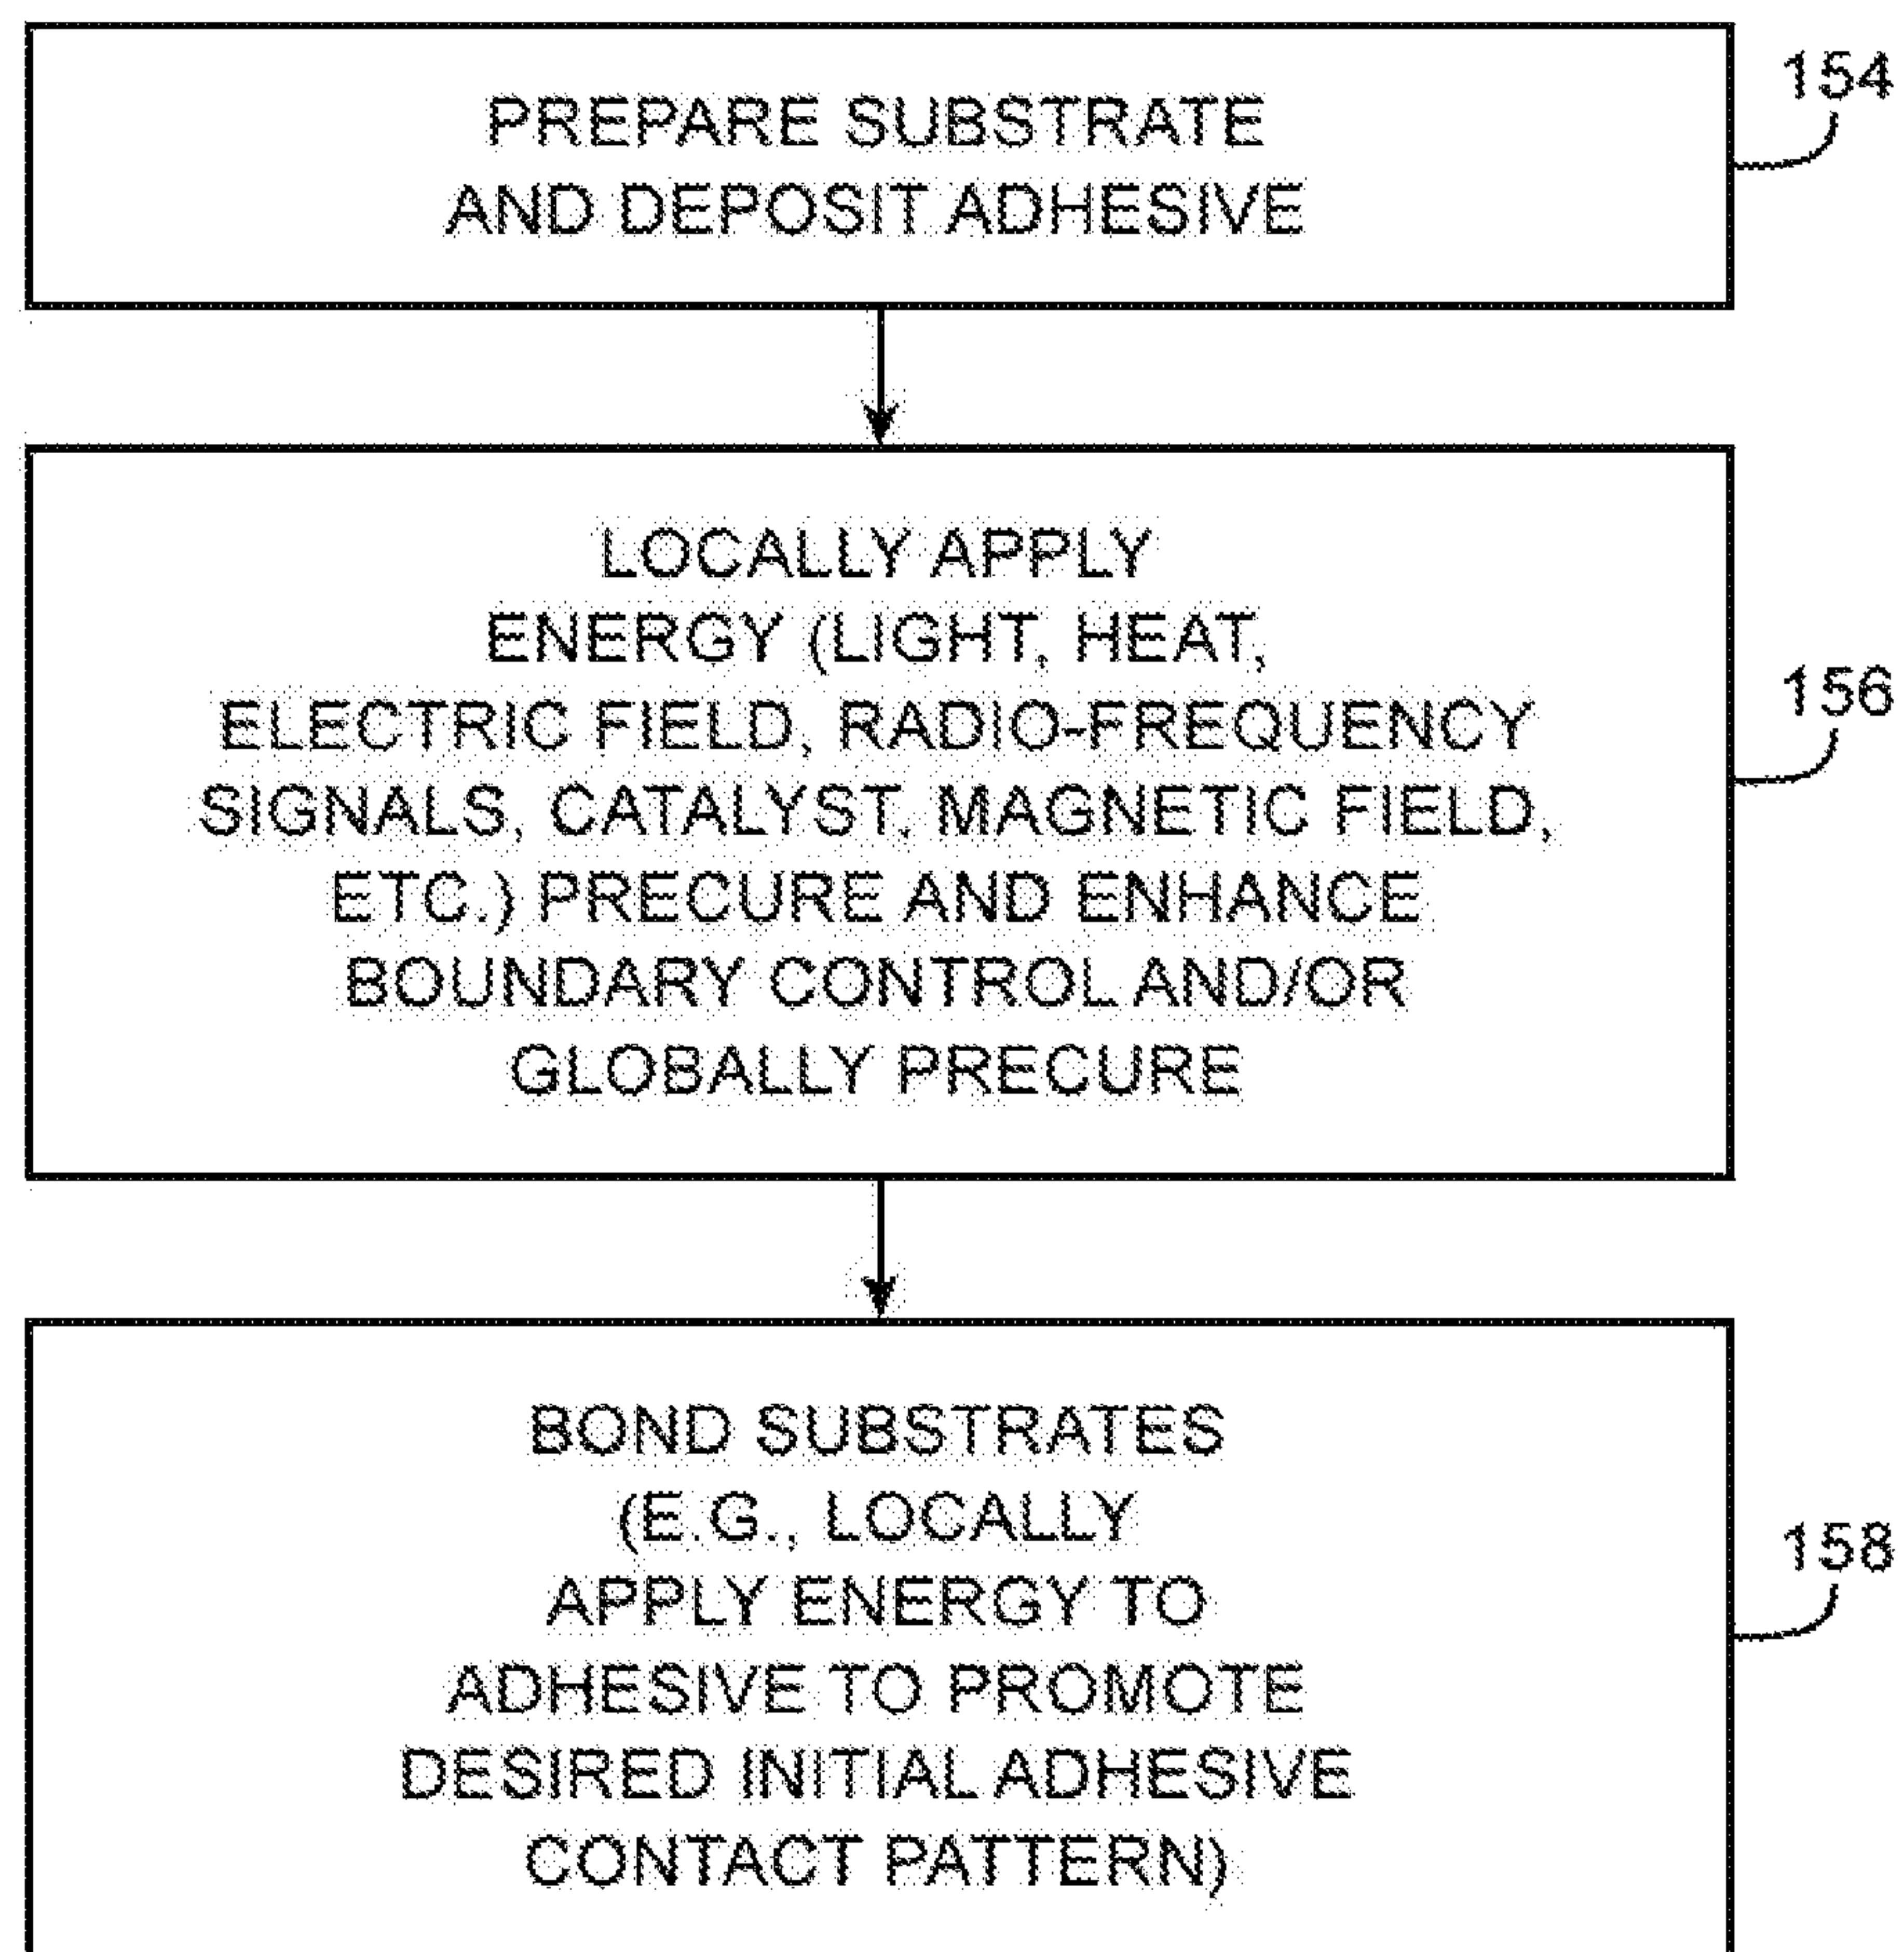 PREPARE SUBSTRATE
AND DEPOSIT ADHESIVE
154
LOCALLY APPLY
ENERGY (LIGHT, HEAT,
ELECTRIC FIELD, RADIO-FREQUENCY
SIGNALS, CATALYST, MAGNETIC FIELD,
ETC.) PRECURE AND ENHANCE
BOUNDARY CONTROL AND/OR
GLOBALLY PRECURE
156
BOND SUBSTRATES
(E.G., LOCALLY
APPLY ENERGY TO
ADHESIVE TO PROMOTE
DESIRED INITIAL ADHESIVE
CONTACT PATTERN)
158